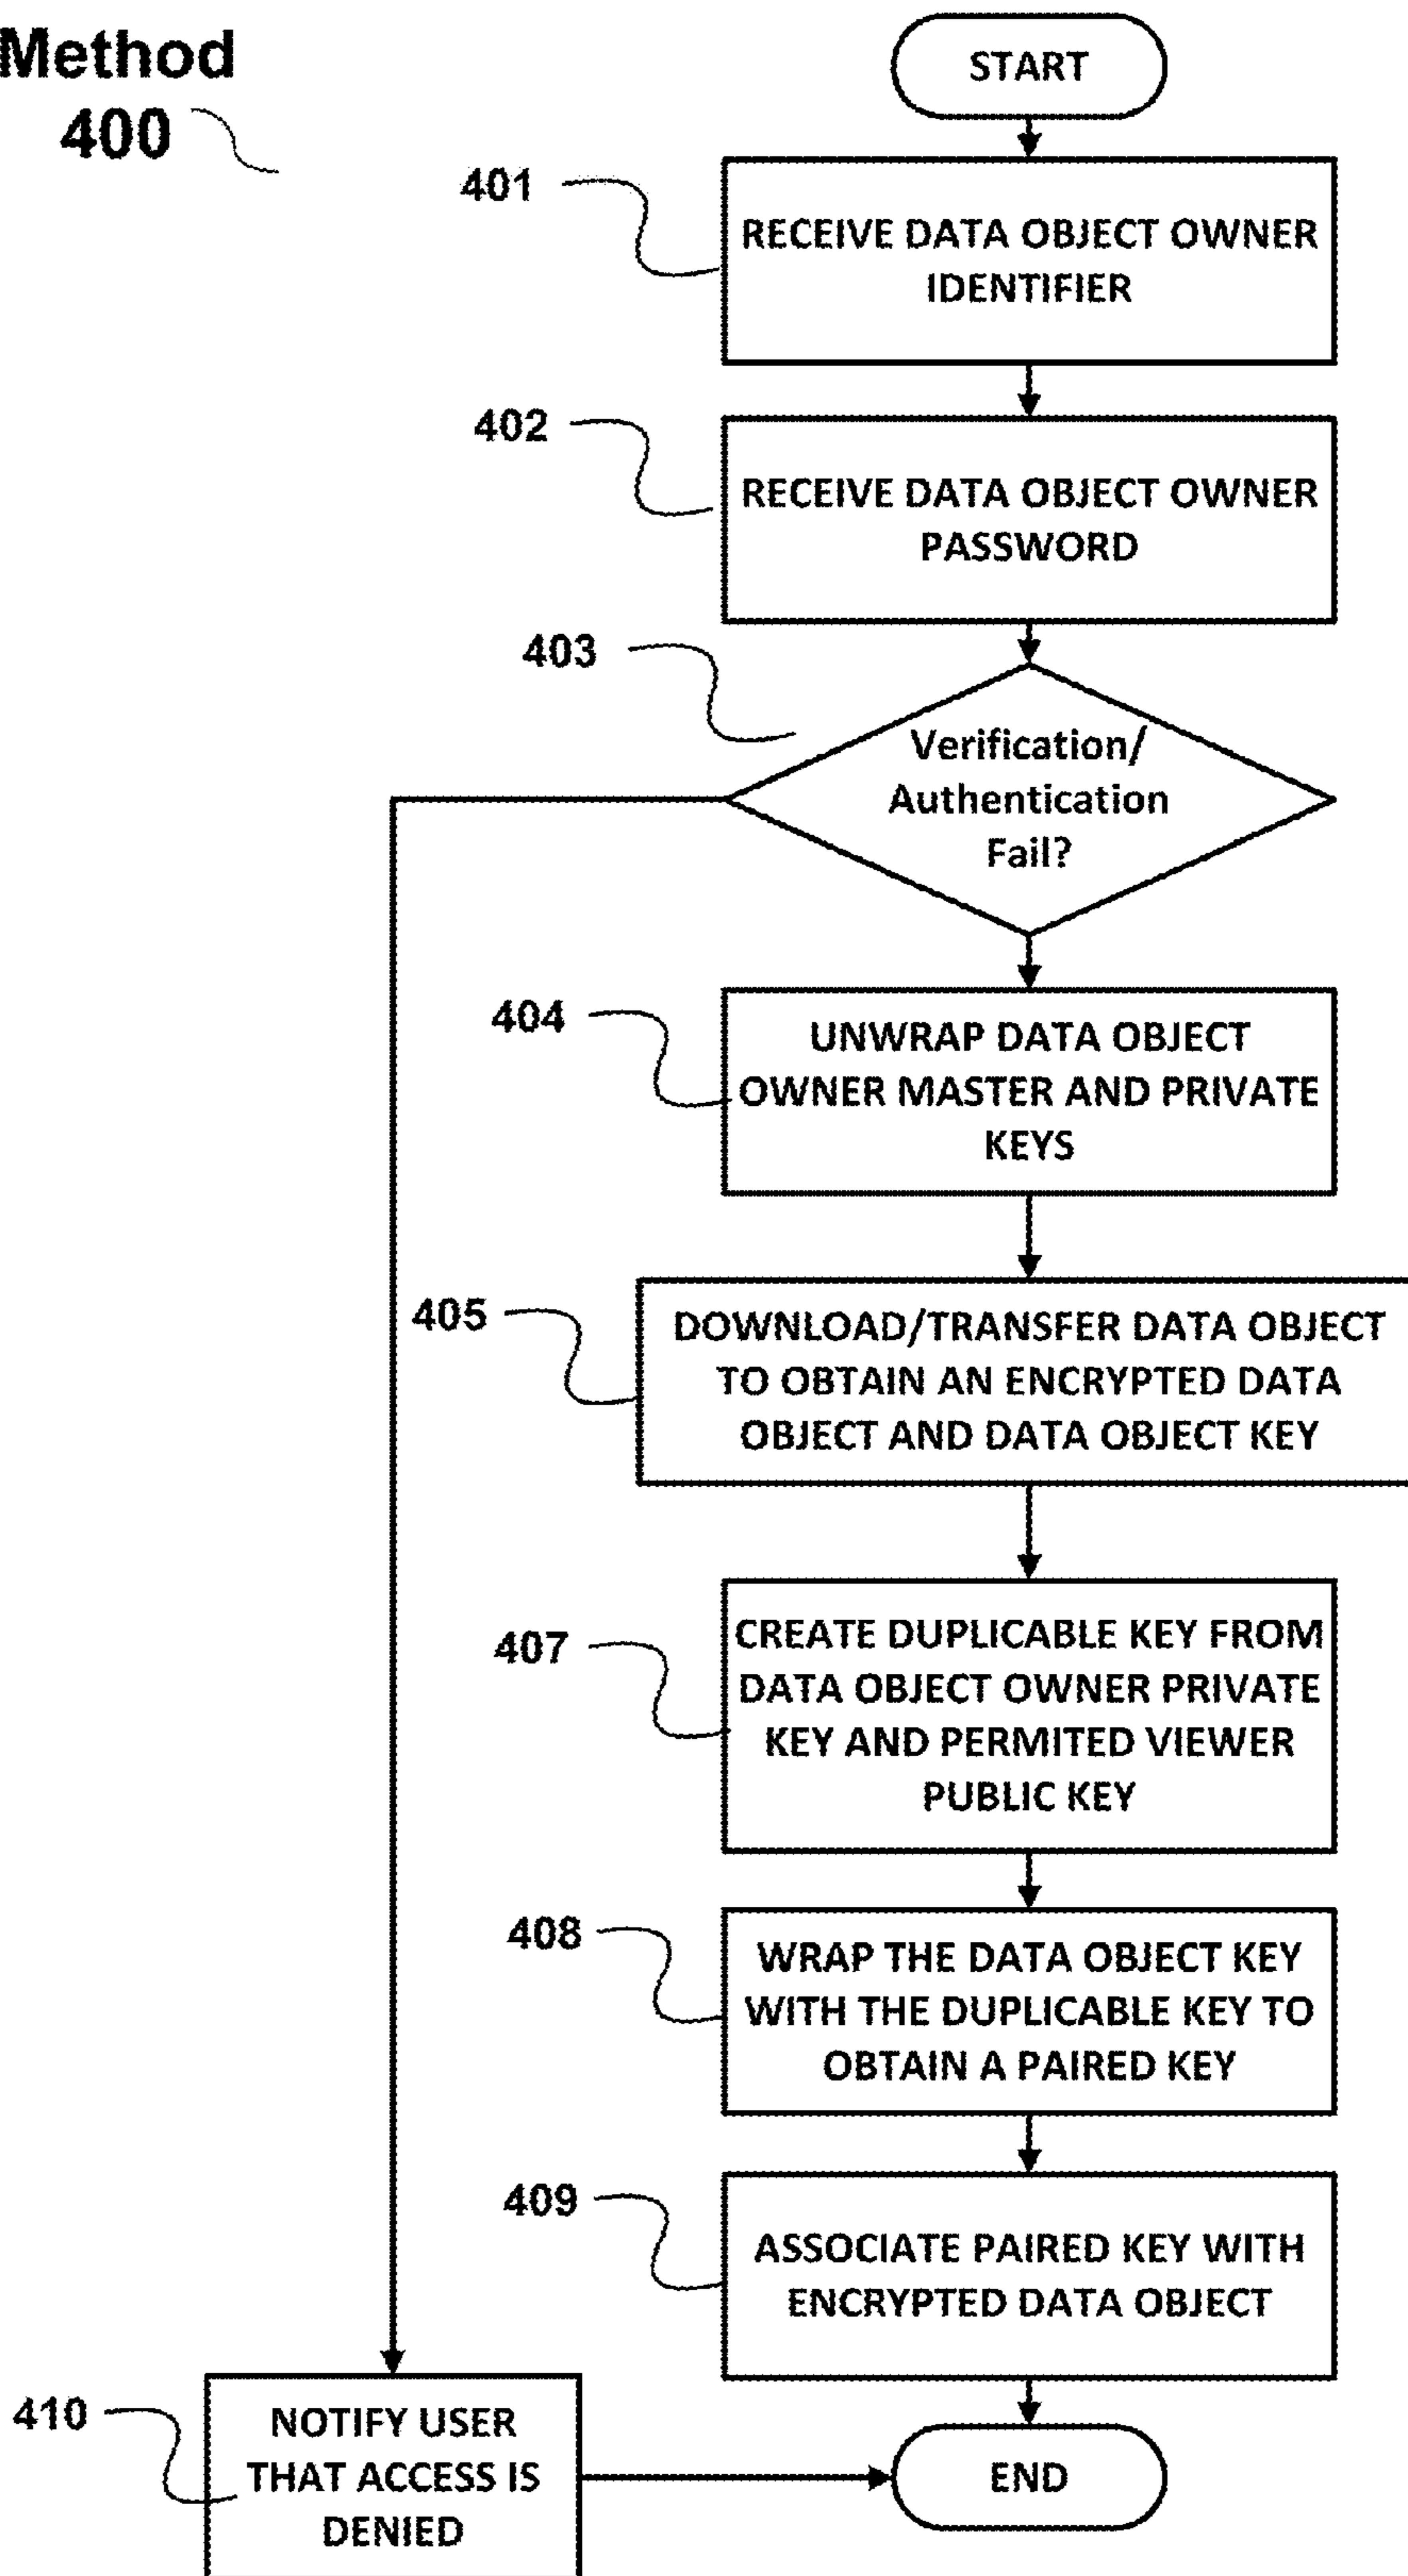 Method
400
START
401
RECEIVE DATA OBJECT OWNER
IDENTIFIER
402
RECEIVE DATA OBJECT OWNER
PASSWORD
403
Verification/
Authentication
Fail?
404
UNWRAP DATA OBJECT
OWNER MASTER AND PRIVATE
KEYS
405
DOWNLOAD/TRANSFER DATA OBJECT
TO OBTAIN AN ENCRYPTED DATA
OBJECT AND DATA OBJECT KEY
407
CREATE DUPLICABLE KEY FROM
DATA OBJECT OWNER PRIVATE
KEY AND PERMITED VIEWER
PUBLIC KEY
408
WRAP THE DATA OBJECT KEY
WITH THE DUPLICABLE KEY TO
OBTAIN A PAIRED KEY
409
ASSOCIATE PAIRED KEY WITH
ENCRYPTED DATA OBJECT
410
NOTIFY USER
THAT ACCESS IS
DENIED
END